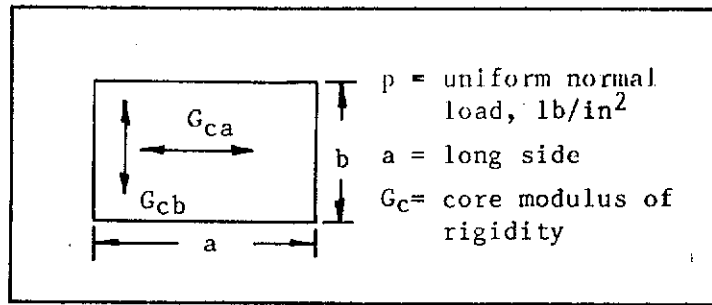 G_ca
G_cb
a
b
p = uniform normal
load, lb/in²
a = long side
G_c= core modulus of
rigidity